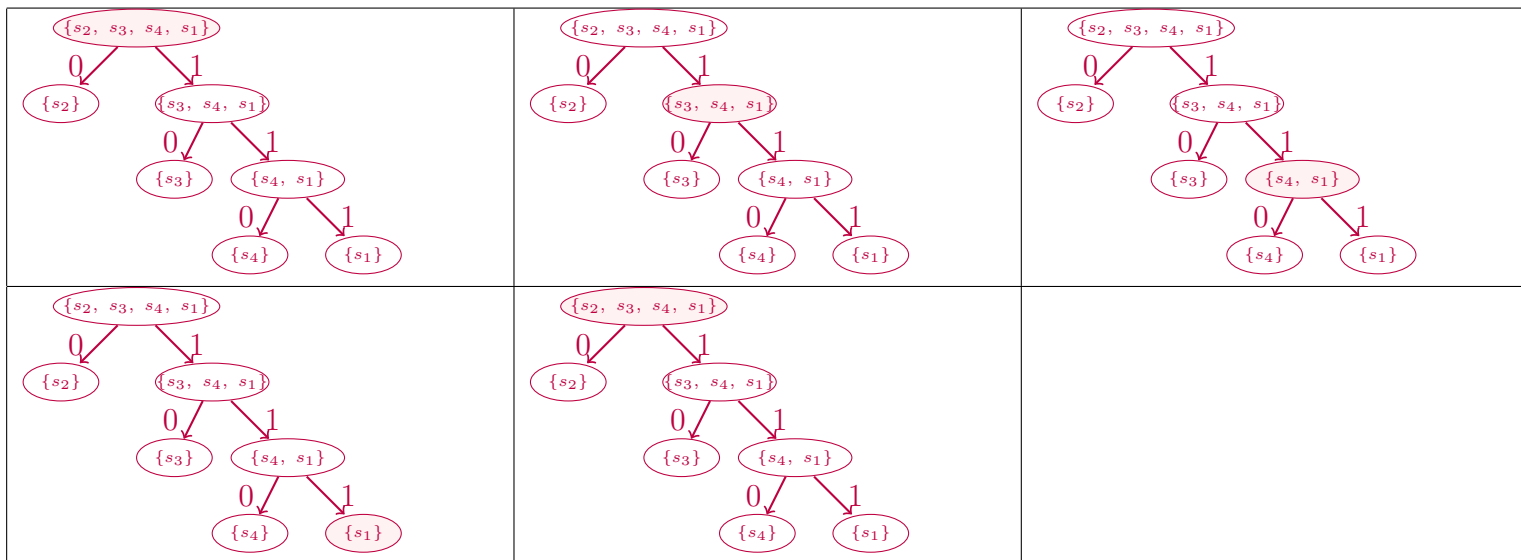 {s₂, s₃, s₄, s₁}
0 1
{s₂} {s₃, s₄, s₁}
0 1
{s₃} {s₄, s₁}
0 1
{s₄} {s₁}
{s₂, s₃, s₄, s₁}
0 1
{s₂} {s₃, s₄, s₁}
0 1
{s₃} {s₄, s₁}
0 1
{s₄} {s₁}
{s₂, s₃, s₄, s₁}
0 1
{s₂} {s₃, s₄, s₁}
0 1
{s₃} {s₄, s₁}
0 1
{s₄} {s₁}
{s₂, s₃, s₄, s₁}
0 1
{s₂} {s₃, s₄, s₁}
0 1
{s₃} {s₄, s₁}
0 1
{s₄} {s₁}
{s₂, s₃, s₄, s₁}
0 1
{s₂} {s₃, s₄, s₁}
0 1
{s₃} {s₄, s₁}
0 1
{s₄} {s₁}